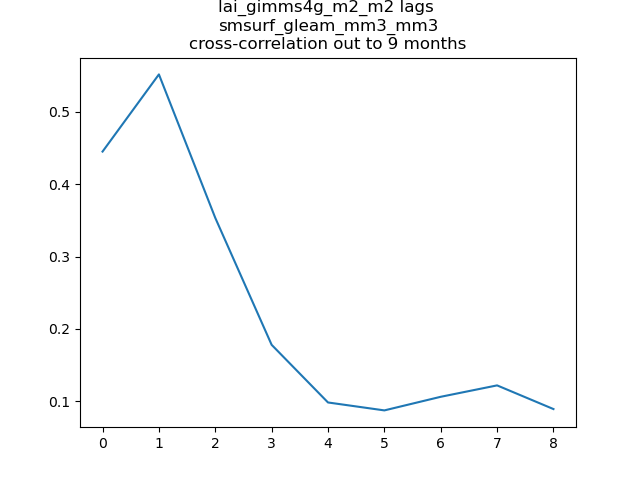 lai_gimms4g_m2_m2 lags
smsurf_gleam_mm3_mm3
cross-correlation out to 9 months
0.5
0.4
0.3
0.2
0.1
0 1 2 3 4 5 6 7 8